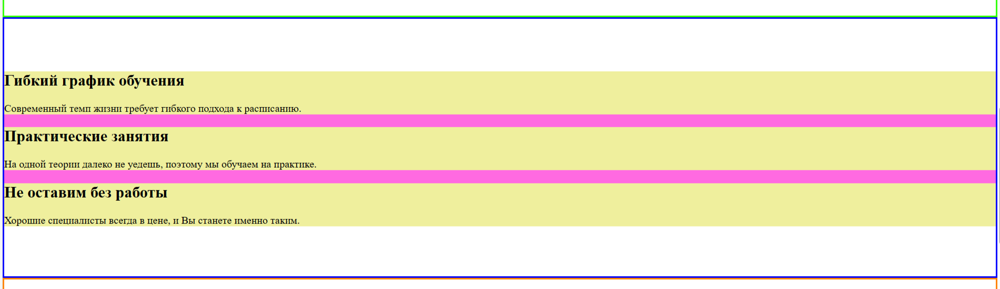 Гибкий график обучения
Современный темп жизни требует гибкого подхода к расписанию.
Практические занятия
На одной теории далеко не уедешь, поэтому мы обучаем на практике.
Не оставим без работы
Хорошие специалисты всегда в цене, и Вы станете именно таким.